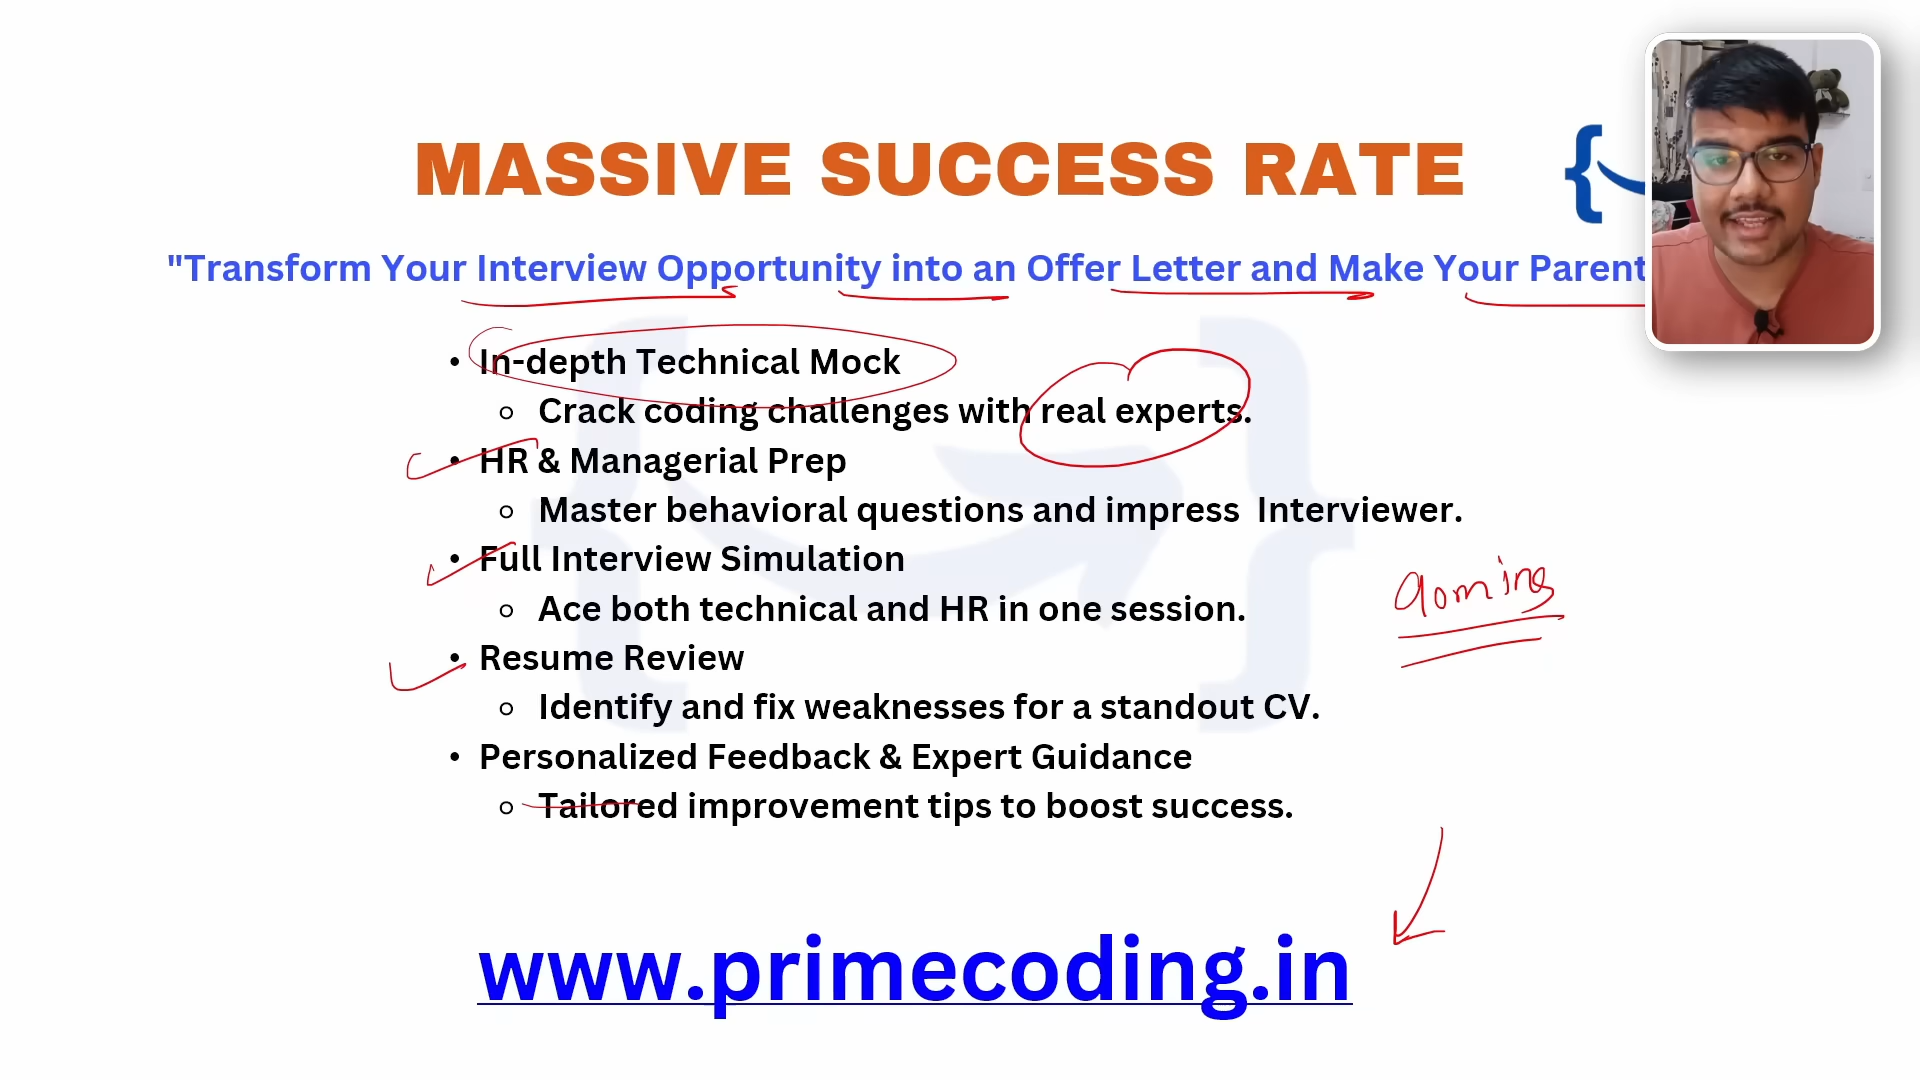 MASSIVE SUCCESS RATE
"Transform Your Interview Opportunity into an Offer Letter and Make Your Parent
• In-depth Technical Mock
○ Crack coding challenges with real experts.
• HR & Managerial Prep
○ Master behavioral questions and impress Interviewer.
• Full Interview Simulation
○ Ace both technical and HR in one session.
• Resume Review
○ Identify and fix weaknesses for a standout CV.
• Personalized Feedback & Expert Guidance
○ Tailored improvement tips to boost success.
www.primecoding.in